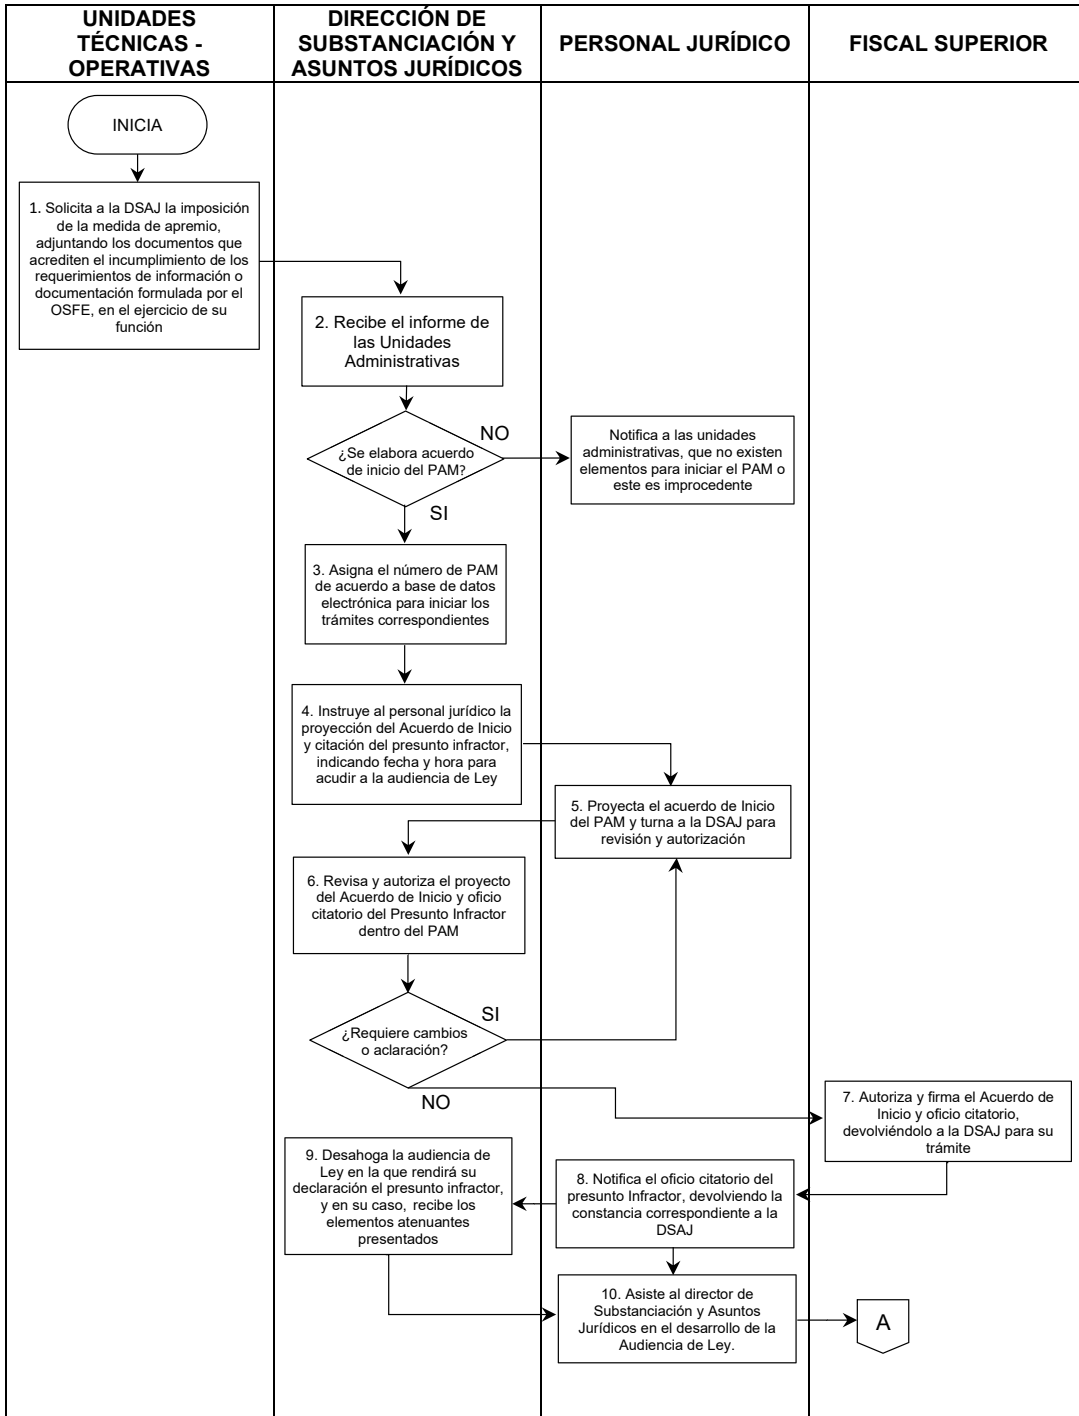 UNIDADES
TÉCNICAS -
OPERATIVAS
DIRECCIÓN DE
SUBSTANCIACIÓN Y
ASUNTOS JURÍDICOS
PERSONAL JURÍDICO
FISCAL SUPERIOR
INICIA
1. Solicita a la DSAJ la imposición
de la medida de apremio,
adjuntando los documentos que
acrediten el incumplimiento de los
requerimientos de información o
documentación formulada por el
OSFE, en el ejercicio de su
función
2. Recibe el informe de
las Unidades
Administrativas
¿Se elabora acuerdo
de inicio del PAM?
NO
Notifica a las unidades
administrativas, que no existen
elementos para iniciar el PAM o
este es improcedente
SI
3. Asigna el número de PAM
de acuerdo a base de datos
electrónica para iniciar los
trámites correspondientes
4. Instruye al personal jurídico la
proyección del Acuerdo de Inicio
y citación del presunto infractor,
indicando fecha y hora para
acudir a la audiencia de Ley
5. Proyecta el acuerdo de Inicio
del PAM y turna a la DSAJ para
revisión y autorización
6. Revisa y autoriza el proyecto
del Acuerdo de Inicio y oficio
citatorio del Presunto Infractor
dentro del PAM
¿Requiere cambios
o aclaración?
SI
NO
7. Autoriza y firma el Acuerdo de
Inicio y oficio citatorio,
devolviéndolo a la DSAJ para su
trámite
8. Notifica el oficio citatorio del
presunto Infractor, devolviendo la
constancia correspondiente a la
DSAJ
9. Desahoga la audiencia de
Ley en la que rendirá su
declaración el presunto infractor,
y en su caso, recibe los
elementos atenuantes
presentados
10. Asiste al director de
Substanciación y Asuntos
Jurídicos en el desarrollo de la
Audiencia de Ley.
A